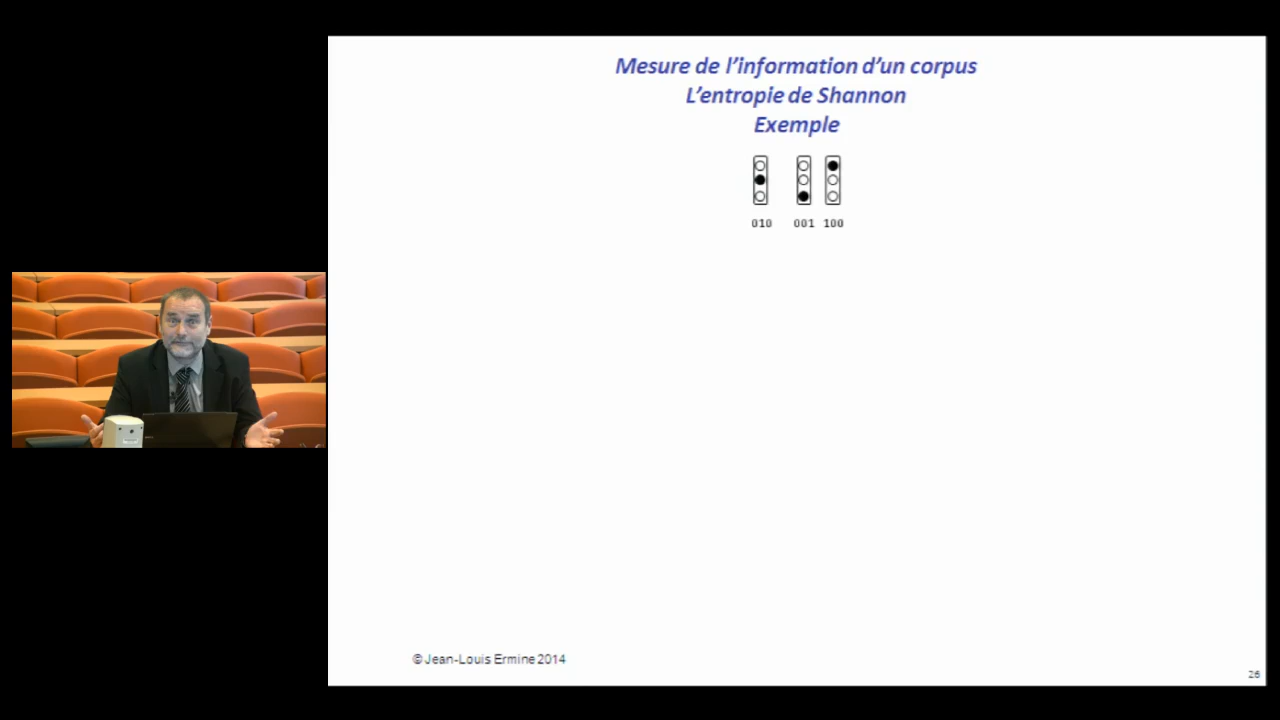 Mesure de l'information d'un corpus
L'entropie de Shannon
Exemple
010 001 100
© Jean-Louis Ermine 2014
26